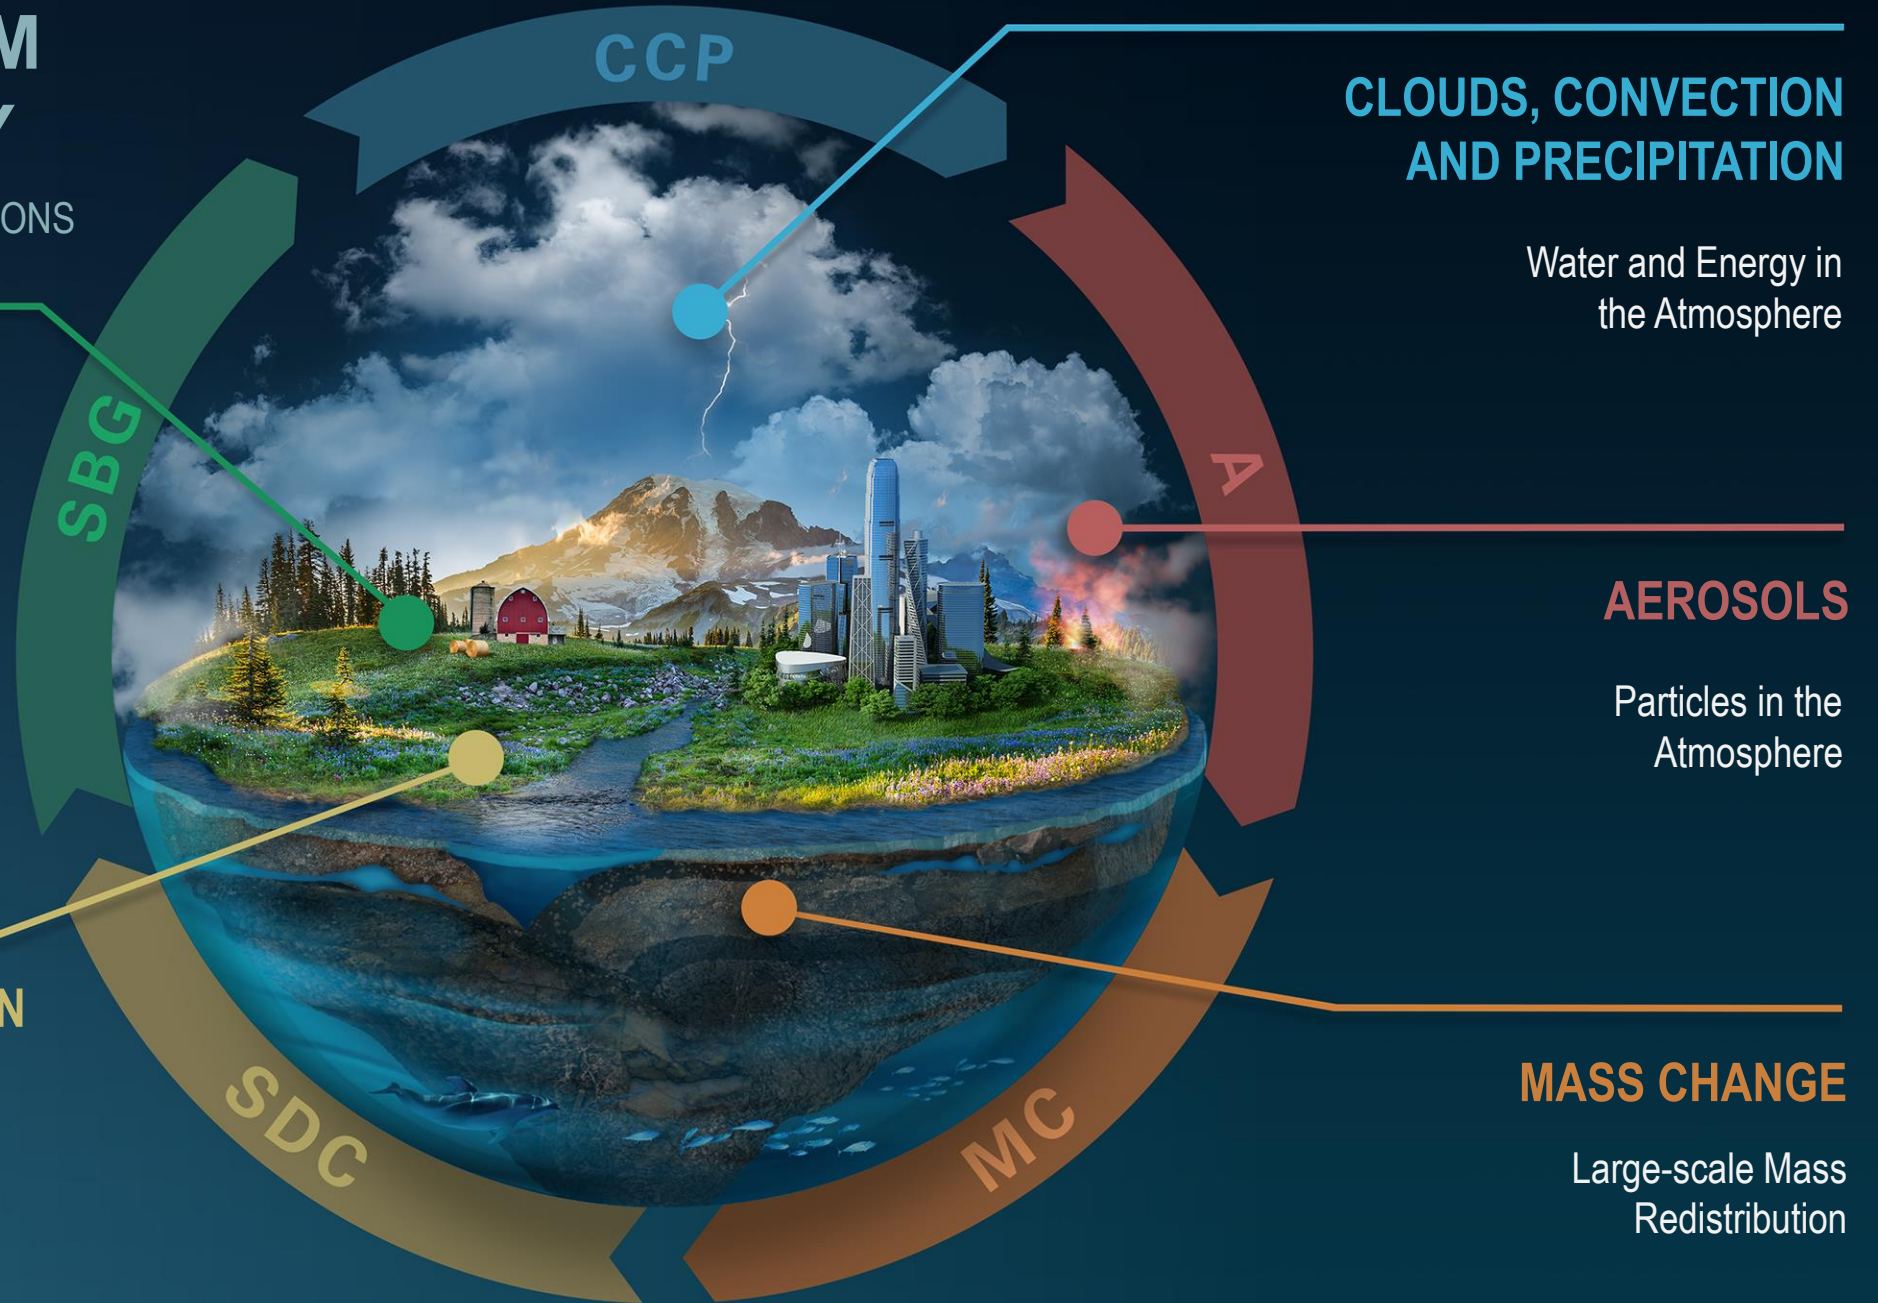 M
Y
ONS
CCP
SBG
A
SDC
MC
CLOUDS, CONVECTION
AND PRECIPITATION
Water and Energy in
the Atmosphere
AEROSOLS
Particles in the
Atmosphere
N
MASS CHANGE
Large-scale Mass
Redistribution